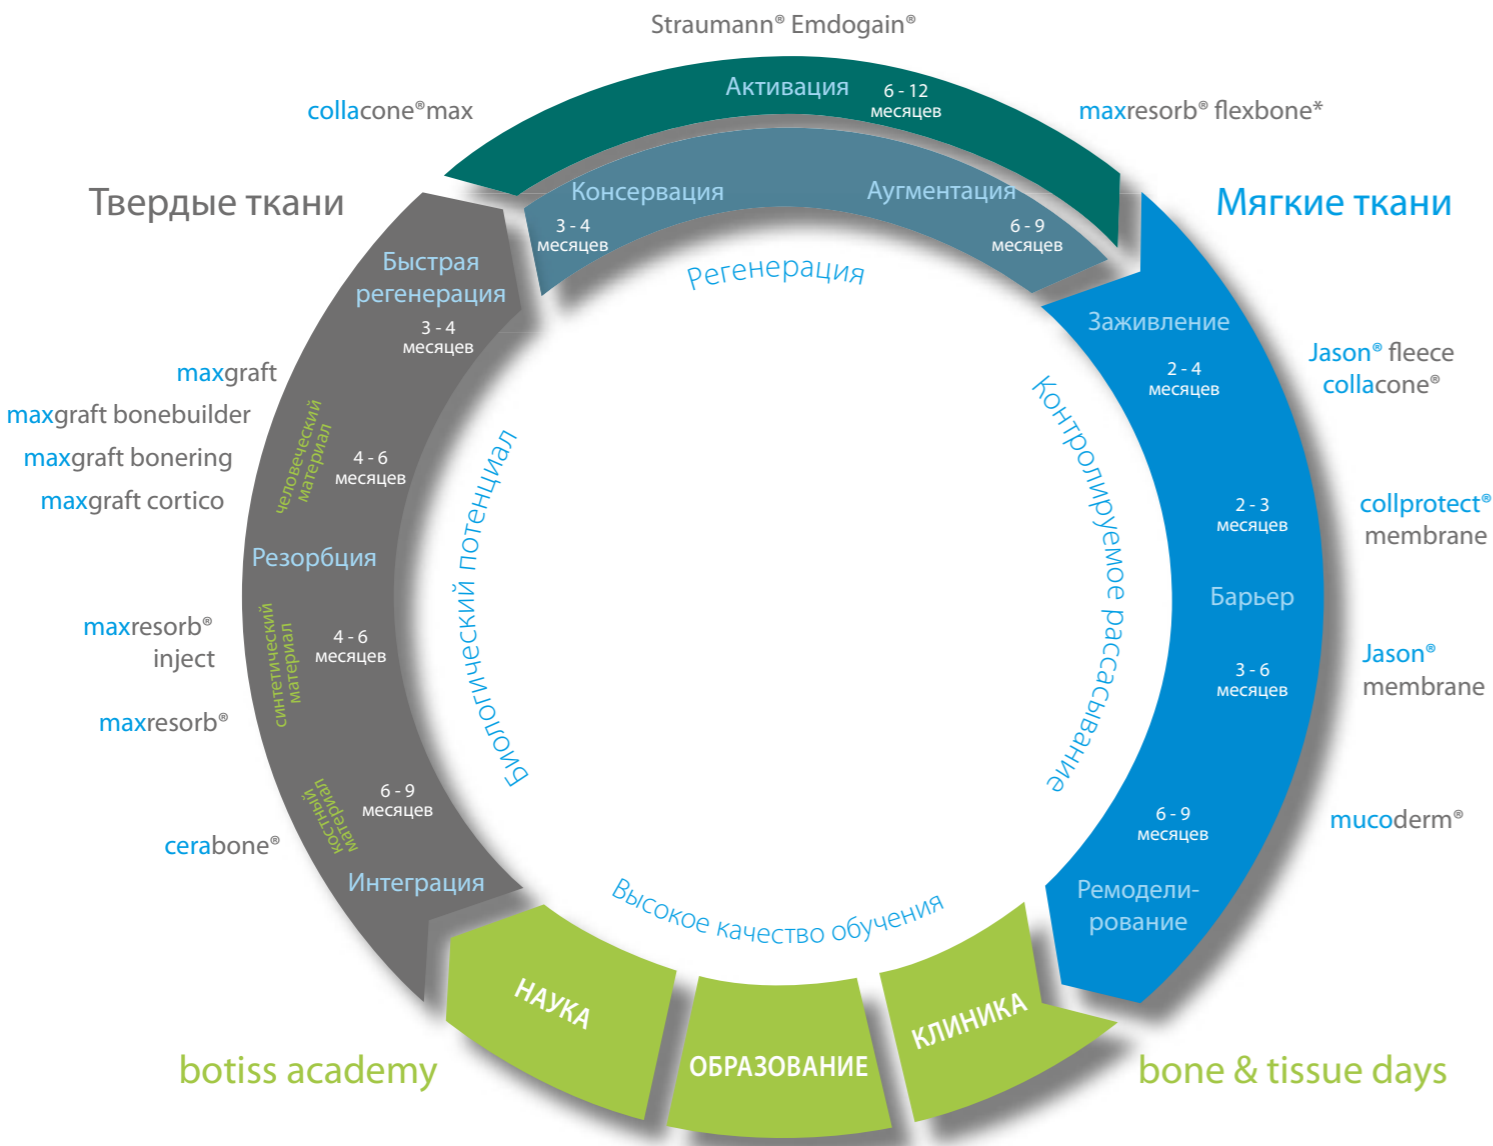 Straumann® Emdogain®
collacone®max
Активация
6 - 12
месяцев
maxresorb® flexbone*
Твердые ткани
Консервация
3 - 4
месяцев
Аугментация
6 - 9
месяцев
Мягкие ткани
Регенерация
Быстрая
регенерация
3 - 4
месяцев
Заживление
2 - 4
месяцев
Jason® fleece
collacone®
maxgraft
maxgraft bonebuilder
maxgraft bonering
maxgraft cortico
человеческий
материал
4 - 6
месяцев
Биологический потенциал
Контролируемое рассасывание
2 - 3
месяцев
collprotect®
membrane
Резорбция
Барьер
maxresorb®
inject
синтетический
материал
4 - 6
месяцев
3 - 6
месяцев
Jason®
membrane
maxresorb®
костный
материал
6 - 9
месяцев
6 - 9
месяцев
mucoderm®
cerabone®
Интеграция
Высокое качество обучения
Ремодели-
рование
НАУКА
ОБРАЗОВАНИЕ
КЛИНИКА
botiss academy
bone & tissue days